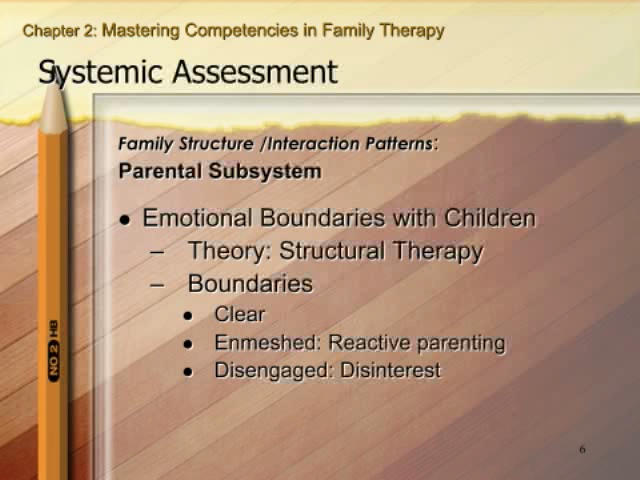 Chapter 2: Mastering Competencies in Family Therapy
Systemic Assessment
Family Structure /Interaction Patterns:
Parental Subsystem
● Emotional Boundaries with Children
– Theory: Structural Therapy
– Boundaries
● Clear
● Enmeshed: Reactive parenting
● Disengaged: Disinterest
NO 2 HB
6